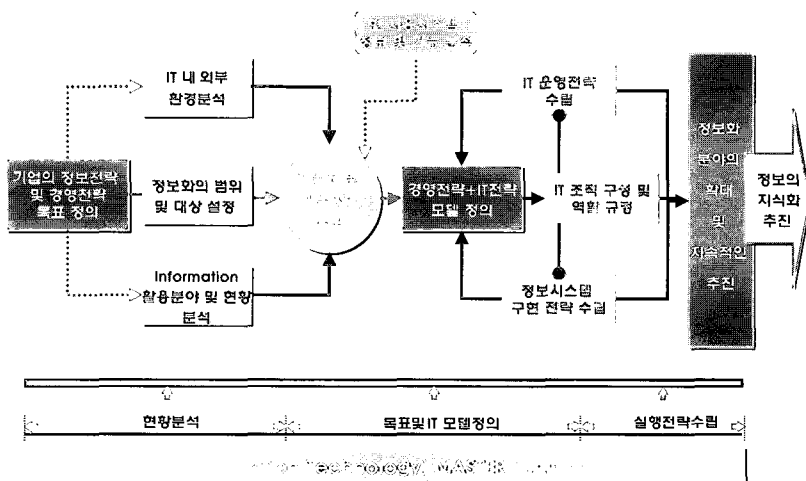 IT 내 외부
환경분석
기업의 정보전략
및 경영전략
목표 정의
정보화의 범위
및 대상 설정
Information
활용분야 및 현황
분석
경영전략+IT전략
모델 정의
IT 운영전략
수립
IT 조직 구성 및
역할 규정
정보시스템
구현 전략 수립
정보화
분야의
확대
및
지속적인
추진
정보의
지식화
추진
현황분석
목표및IT 모델정의
실행전략수립
Technology MASTER